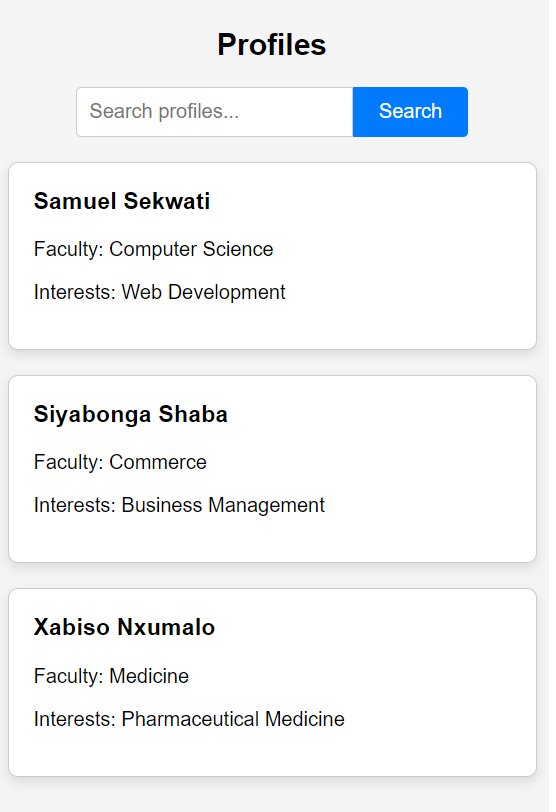 Profiles
Search profiles... Search
Samuel Sekwati
Faculty: Computer Science
Interests: Web Development
Siyabonga Shaba
Faculty: Commerce
Interests: Business Management
Xabiso Nxumalo
Faculty: Medicine
Interests: Pharmaceutical Medicine